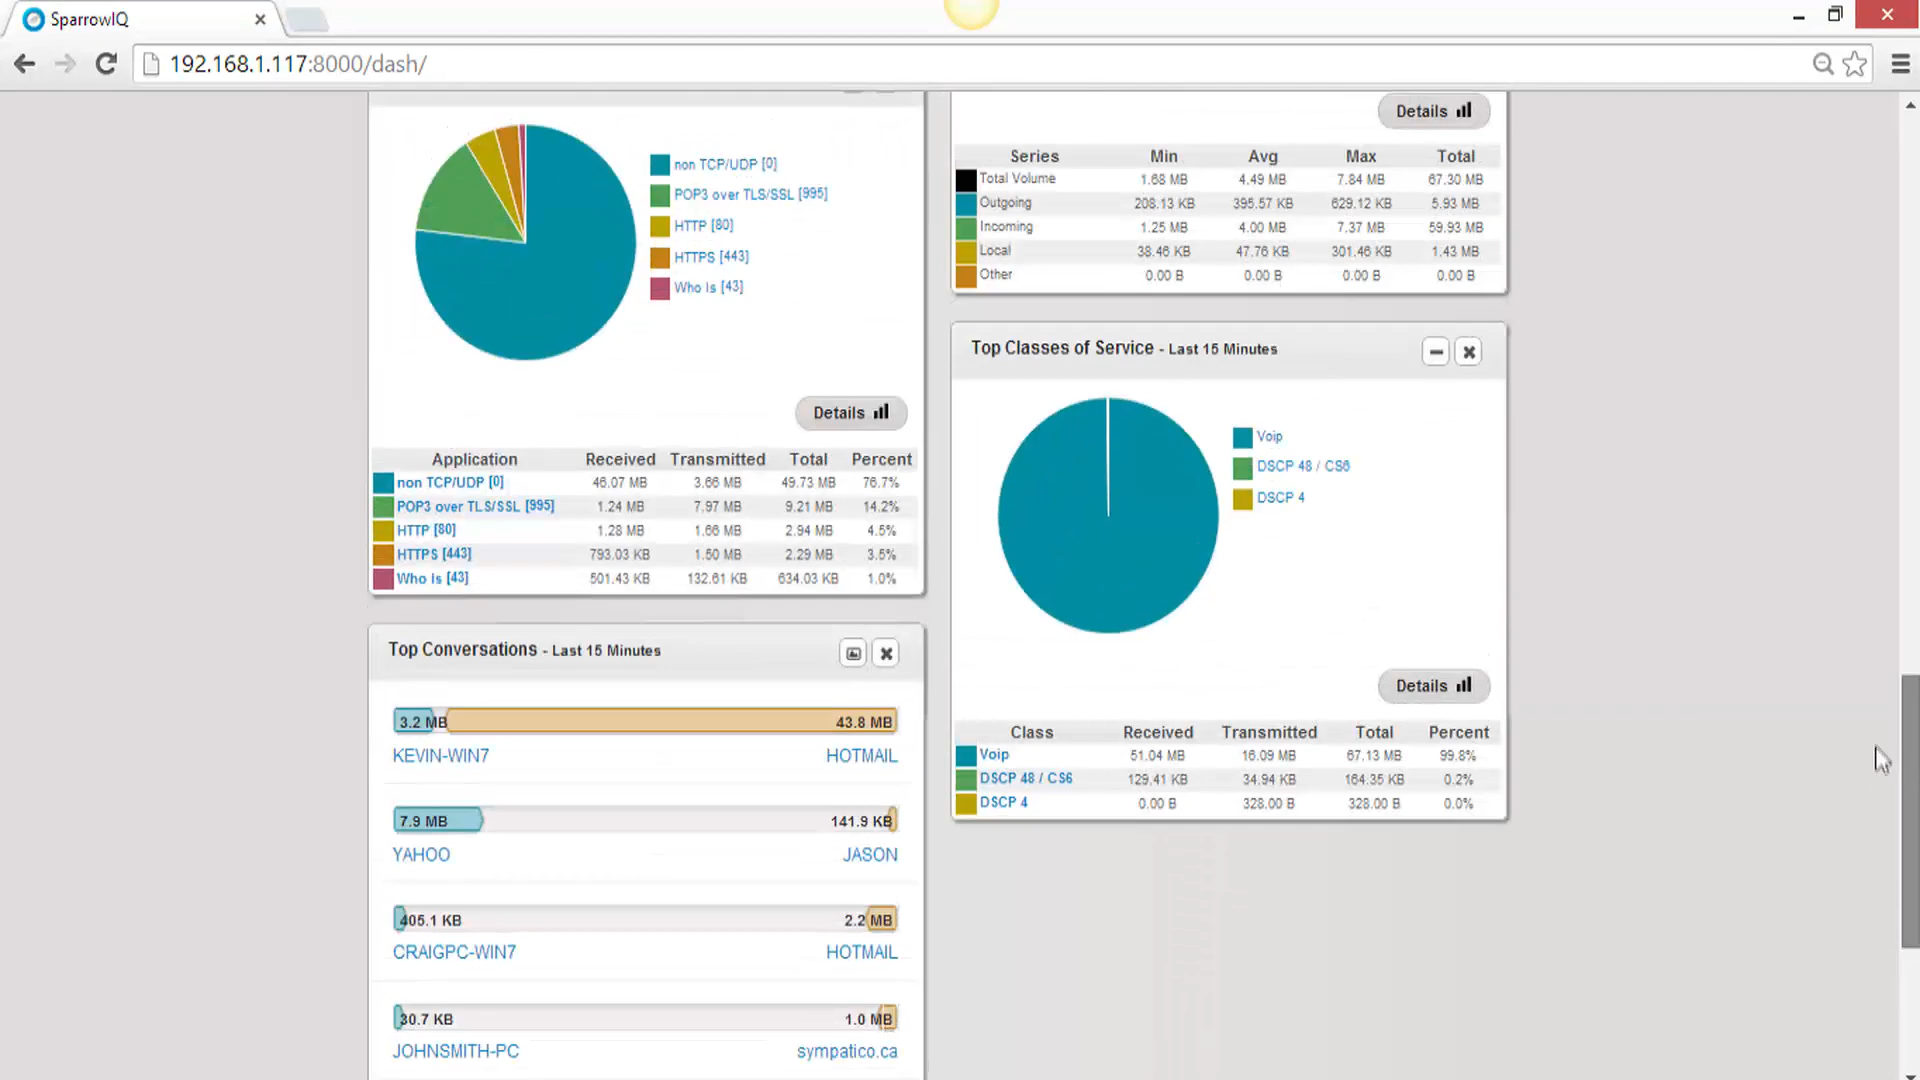 SparrowIQ
192.168.1.117:8000/dash/
non TCP/UDP [0]
POP3 over TLS/SSL [995]
HTTP [80]
HTTPS [443]
Who Is [43]
Details
Application Received Transmitted Total Percent
non TCP/UDP [0] 46.07 MB 3.66 MB 49.73 MB 76.7%
POP3 over TLS/SSL [995] 1.24 MB 7.97 MB 9.21 MB 14.2%
HTTP [80] 1.28 MB 1.66 MB 2.94 MB 4.5%
HTTPS [443] 793.03 KB 1.50 MB 2.29 MB 3.5%
Who Is [43] 501.43 KB 132.61 KB 634.03 KB 1.0%
Top Conversations - Last 15 Minutes
3.2 MB 43.8 MB
KEVIN-WIN7 HOTMAIL
7.9 MB 141.9 KB
YAHOO JASON
405.1 KB 2.2 MB
CRAIGPC-WIN7 HOTMAIL
30.7 KB 1.0 MB
JOHNSMITH-PC sympatico.ca
Details
Series Min Avg Max Total
Total Volume 1.68 MB 4.49 MB 7.84 MB 67.30 MB
Outgoing 208.13 KB 395.57 KB 629.12 KB 5.93 MB
Incoming 1.25 MB 4.00 MB 7.37 MB 59.93 MB
Local 38.46 KB 47.76 KB 301.46 KB 1.43 MB
Other 0.00 B 0.00 B 0.00 B 0.00 B
Top Classes of Service - Last 15 Minutes
Voip
DSCP 48 / CS6
DSCP 4
Details
Class Received Transmitted Total Percent
Voip 51.04 MB 16.09 MB 67.13 MB 99.8%
DSCP 48 / CS6 129.41 KB 34.94 KB 164.35 KB 0.2%
DSCP 4 0.00 B 328.00 B 328.00 B 0.0%